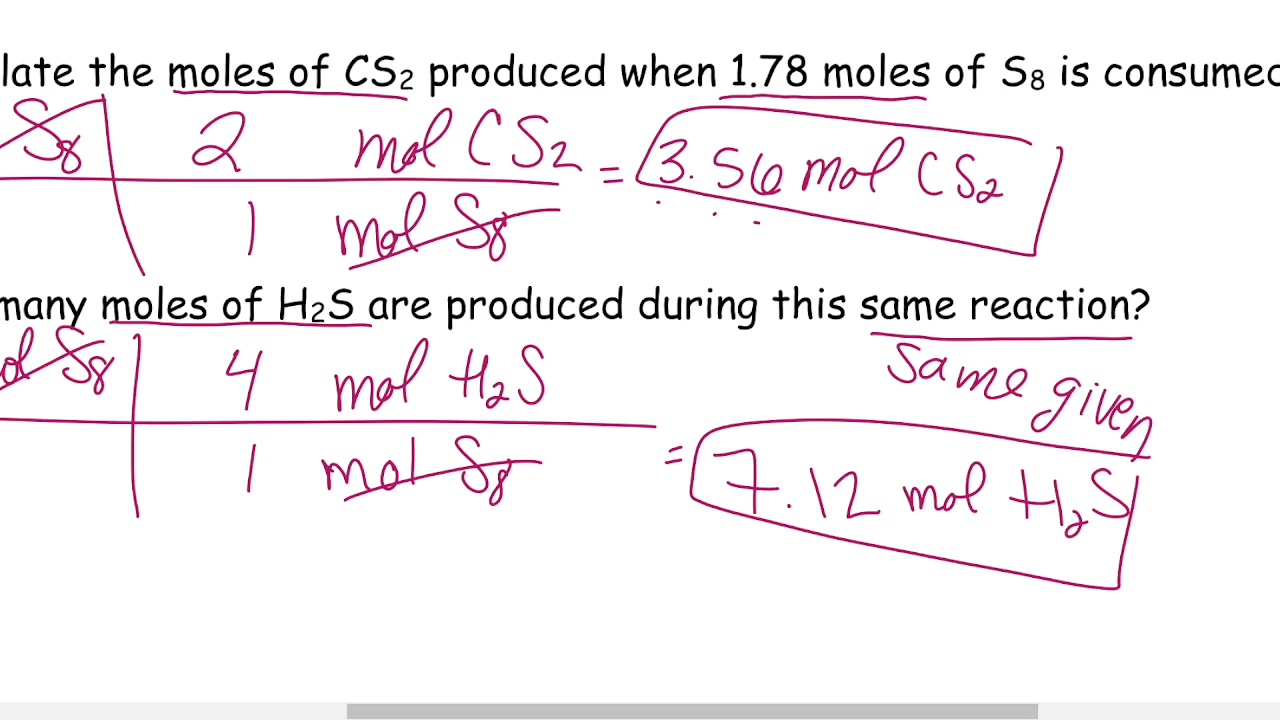 late the moles of CS₂ produced when 1.78 moles of S₈ is consumed
S₈ 2 mol CS₂ = 3.56 mol CS₂
1 mol S₈
many moles of H₂S are produced during this same reaction?
ol S₈ 4 mol H₂S same given
1 mol S₈ = 7.12 mol H₂S